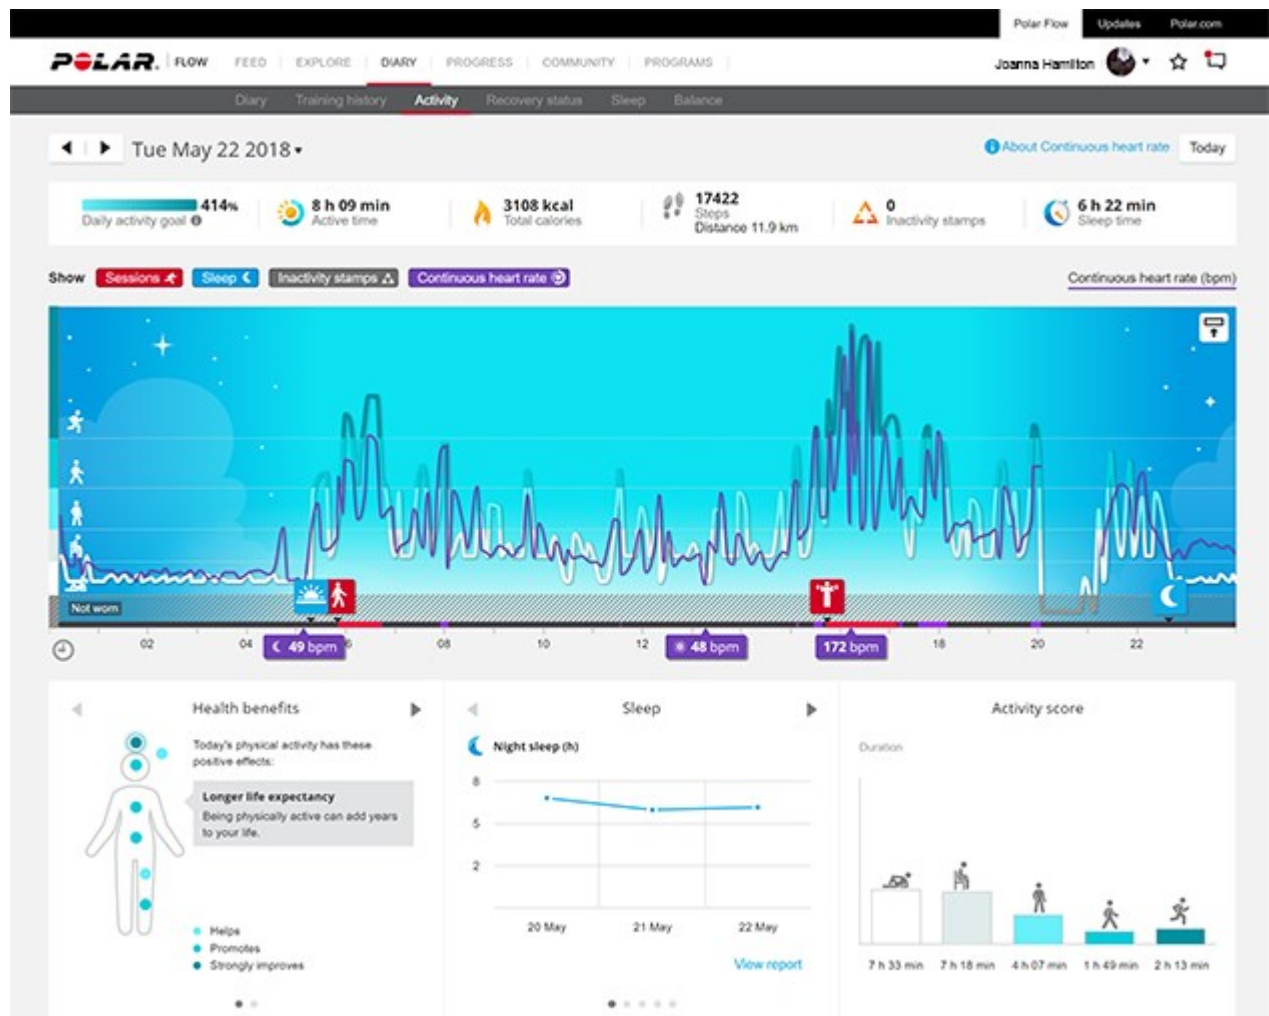 Polar Flow Updates Polar.com
POLAR. FLOW FEED EXPLORE DIARY PROGRESS COMMUNITY PROGRAMS Joanna Hamilton
Diary Training history Activity Recovery status Sleep Balance
Tue May 22 2018 About Continuous heart rate Today
414%
Daily activity goal
8 h 09 min
Active time
3108 kcal
Total calories
17422
Steps
Distance 11.9 km
0
Inactivity stamps
6 h 22 min
Sleep time
Show Sessions Sleep Inactivity stamps Continuous heart rate Continuous heart rate (bpm)
Not worn
02 04 6 08 10 12 18 20 22
49 bpm 48 bpm 172 bpm
Health benefits
Today's physical activity has these
positive effects:
Longer life expectancy
Being physically active can add years
to your life.
Helps
Promotes
Strongly improves
Sleep
Night sleep (h)
8
5
2
20 May 21 May 22 May
View report
Activity score
Duration
7 h 33 min 7 h 18 min 4 h 07 min 1 h 49 min 2 h 13 min